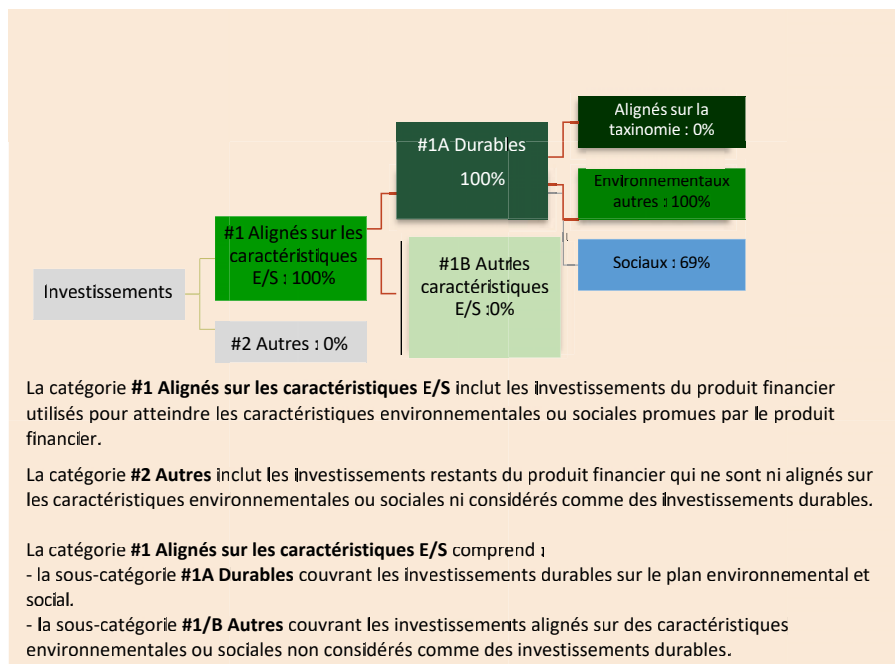 Alignés sur la
taxinomie : 0%
#1A Durables
100%
Environnementaux
autres : 100%
#1 Alignés sur les
caractéristiques
E/S : 100%
#1B Autres
caractéristiques
E/S :0%
Sociaux : 69%
Investissements
#2 Autres : 0%
La catégorie #1 Alignés sur les caractéristiques E/S inclut les investissements du produit financier
utilisés pour atteindre les caractéristiques environnementales ou sociales promues par le produit
financier.
La catégorie #2 Autres inclut les investissements restants du produit financier qui ne sont ni alignés sur
les caractéristiques environnementales ou sociales ni considérés comme des investissements durables.
La catégorie #1 Alignés sur les caractéristiques E/S comprend :
- la sous-catégorie #1A Durables couvrant les investissements durables sur le plan environnemental et
social.
- la sous-catégorie #1/B Autres couvrant les investissements alignés sur des caractéristiques
environnementales ou sociales non considérés comme des investissements durables.